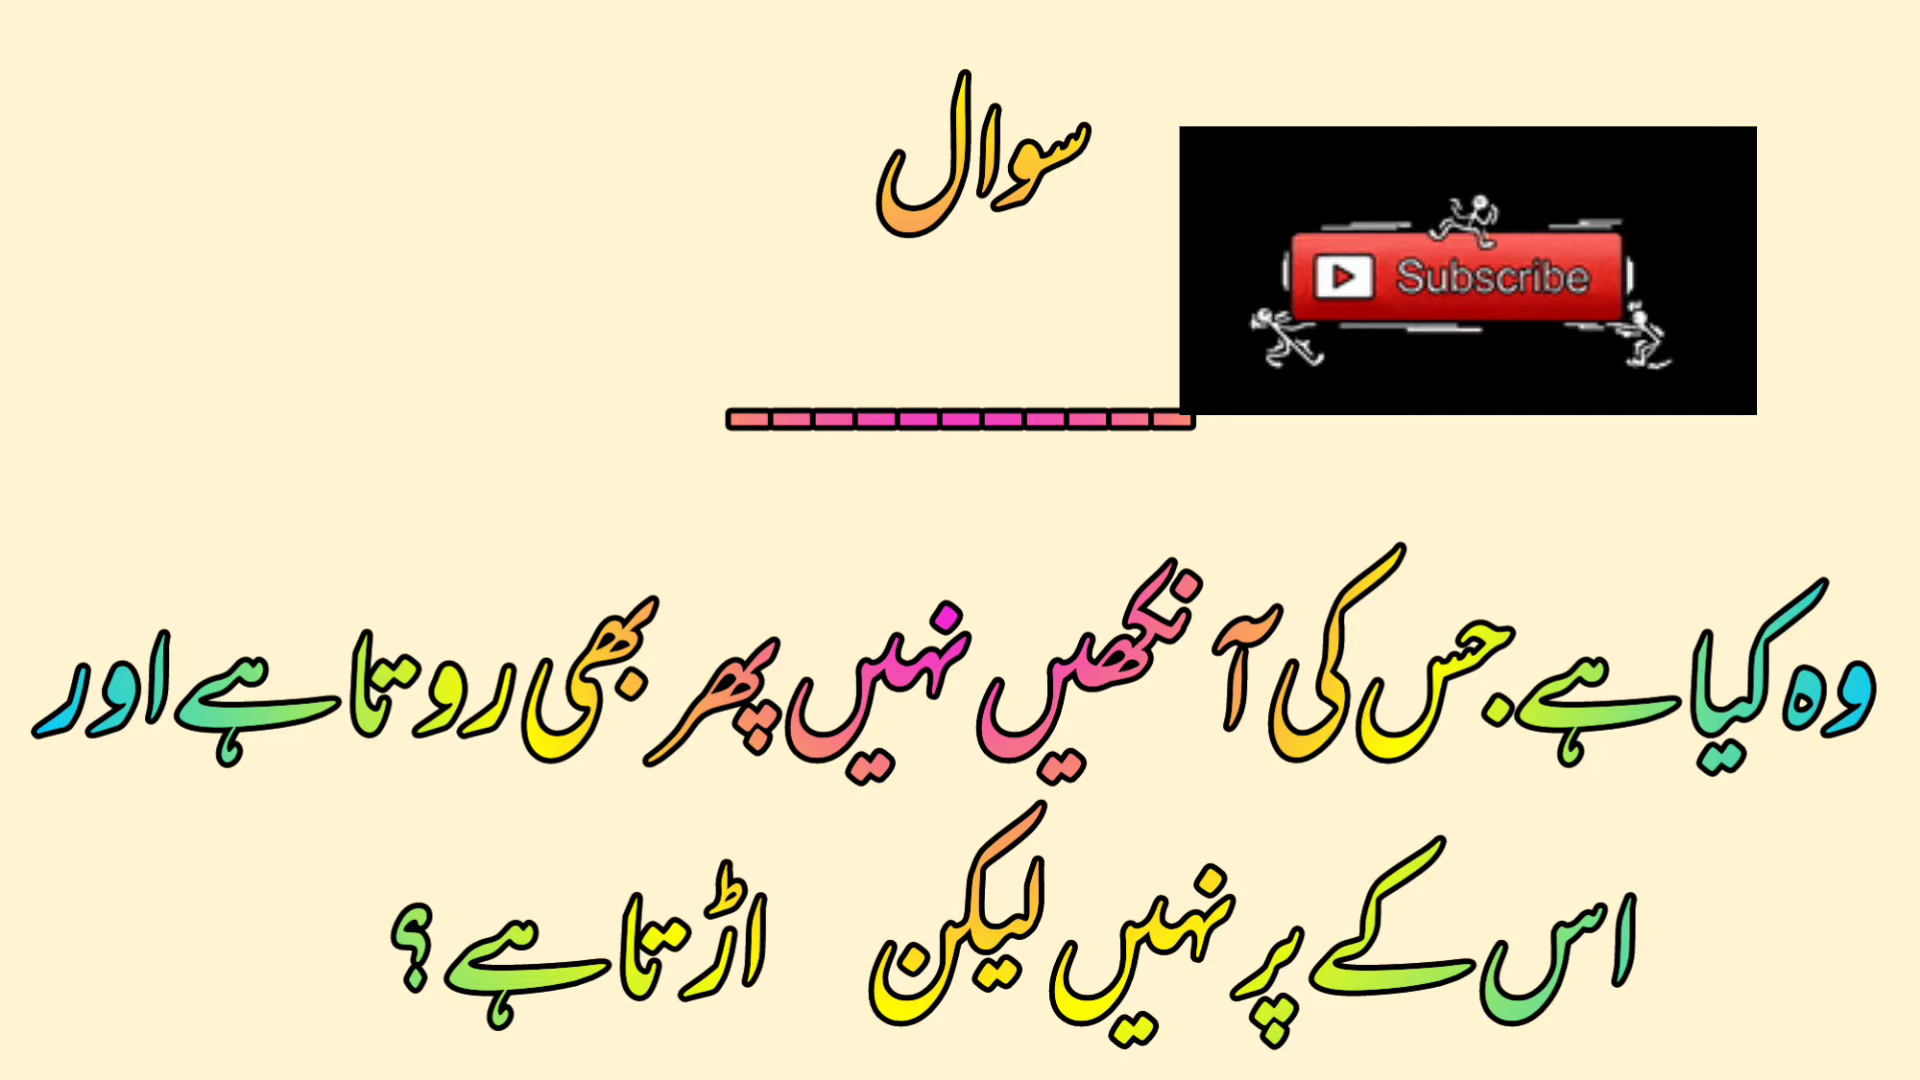 سوال
Subscribe
وہ کیا ہے جس کی آنکھیں نہیں پھر بھی روتا ہے اور
اس کے پر نہیں لیکن اڑتا ہے ؟